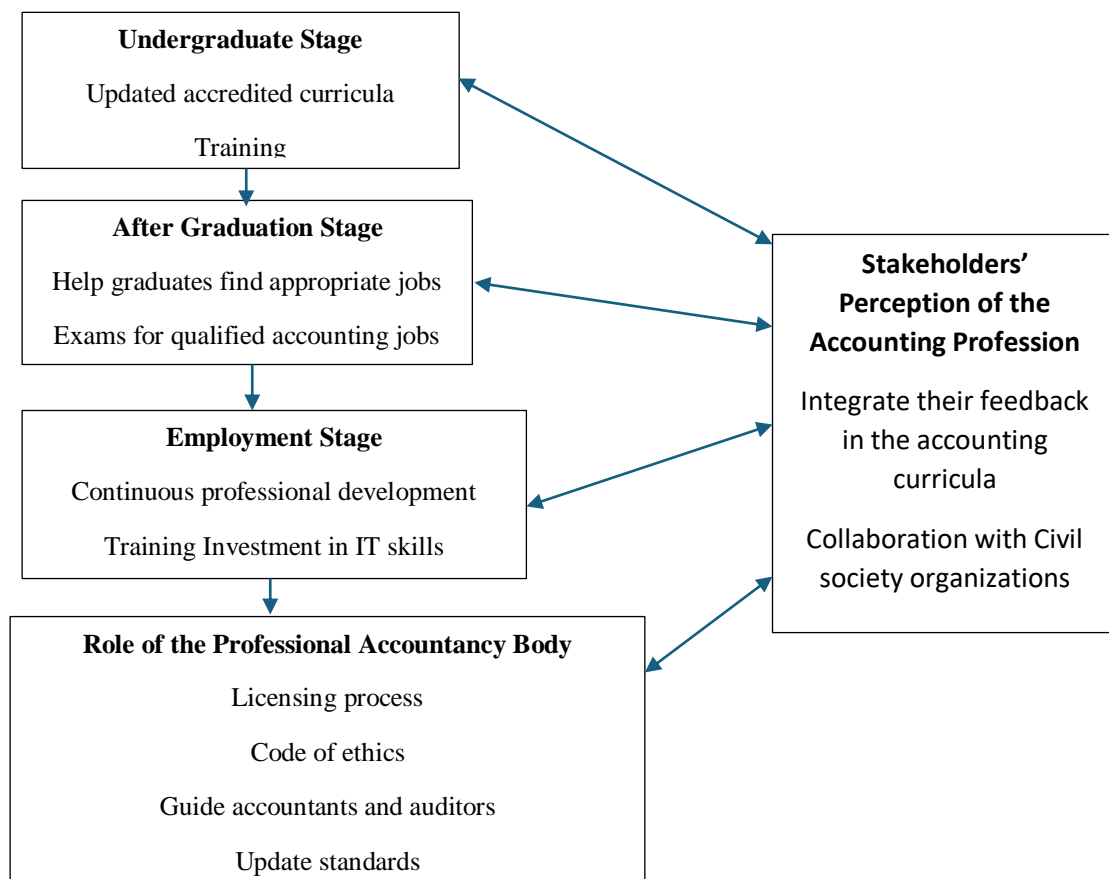 Undergraduate Stage
Updated accredited curricula
Training
After Graduation Stage
Help graduates find appropriate jobs
Exams for qualified accounting jobs
Employment Stage
Continuous professional development
Training Investment in IT skills
Role of the Professional Accountancy Body
Licensing process
Code of ethics
Guide accountants and auditors
Update standards
Stakeholders’
Perception of the
Accounting Profession
Integrate their feedback
in the accounting
curricula
Collaboration with Civil
society organizations